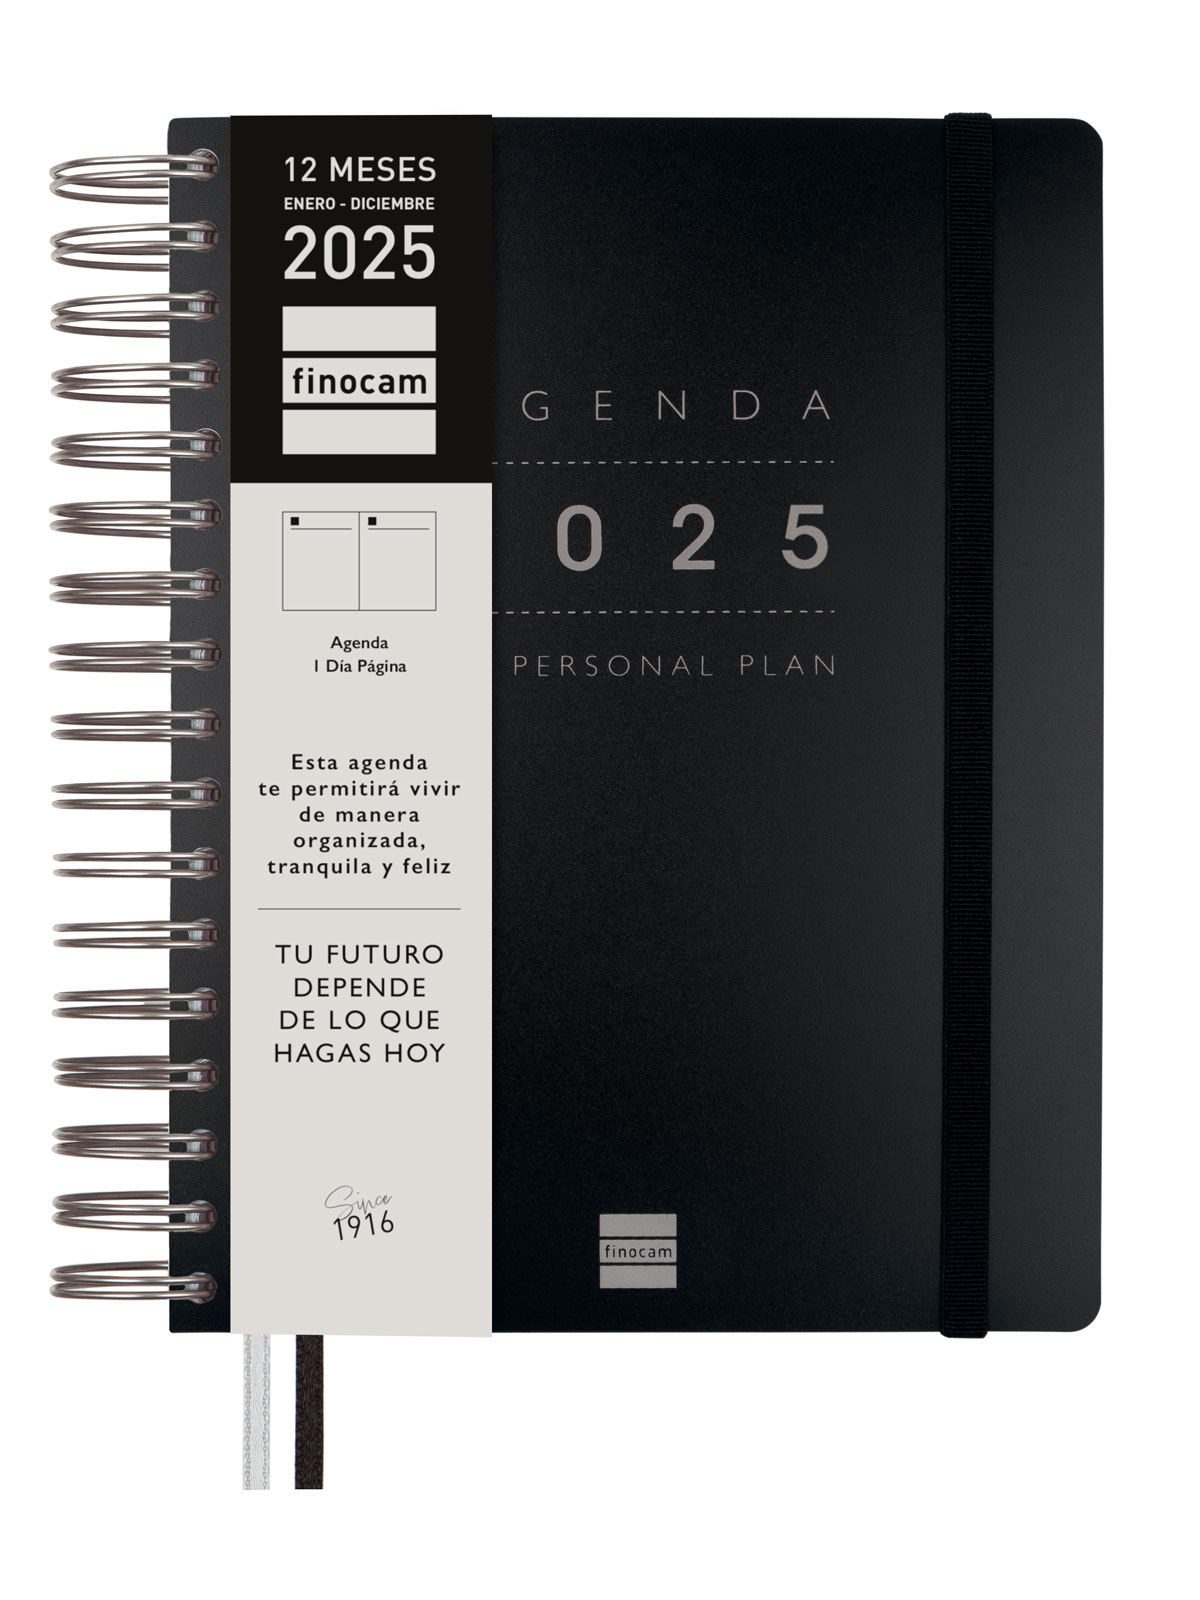 12 MESES
ENERO - DICIEMBRE
2025
finocam
Agenda
1 Día Página
Esta agenda
te permitirá vivir
de manera
organizada,
tranquila y feliz
TU FUTURO
DEPENDE
DE LO QUE
HAGAS HOY
Since
1916
GENDA
025
PERSONAL PLAN
finocam